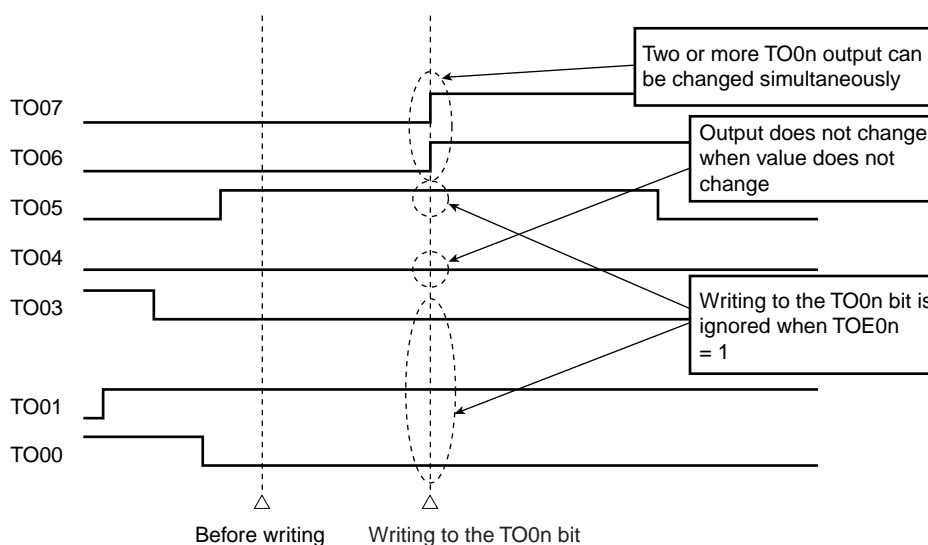 Two or more TO0n output can
be changed simultaneously
TO07
Output does not change
when value does not
change
TO06
TO05
TO04
TO03
Writing to the TO0n bit is
ignored when TOE0n
= 1
TO01
TO00
Before writing
Writing to the TO0n bit